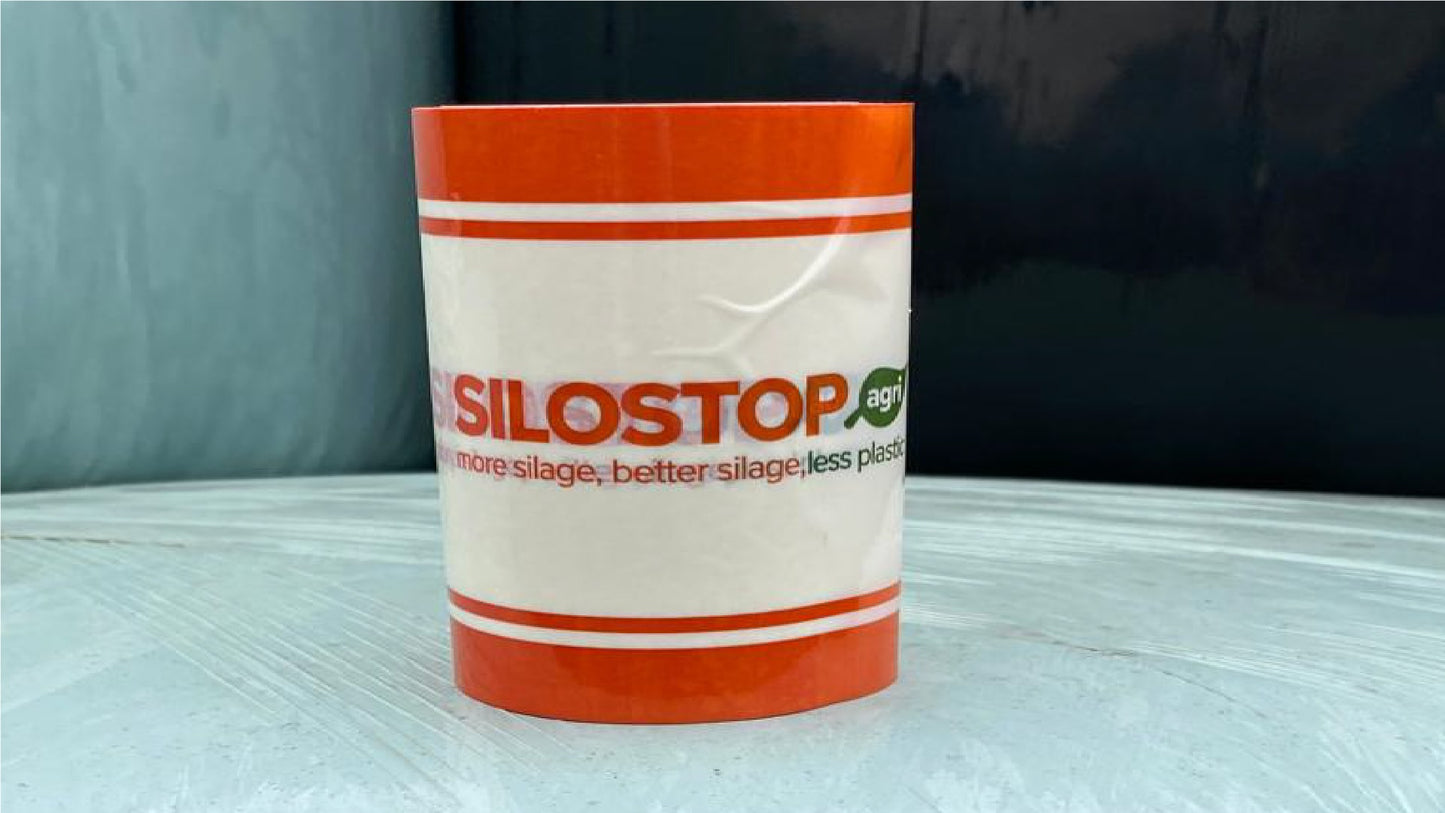 SILOSTOP agri
more silage, better silage, less plastic